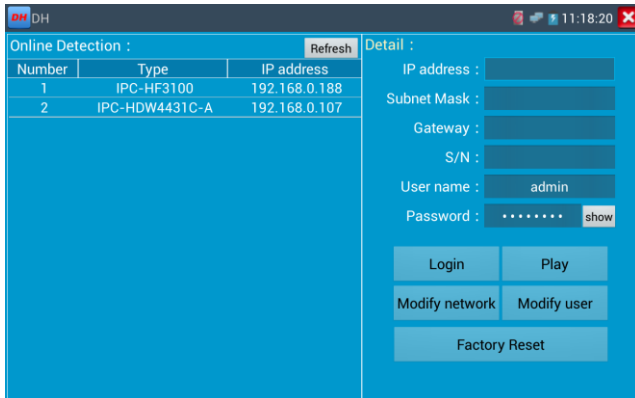 DH DH 11:18:20
Online Detection : Refresh
Number Type IP address
1 IPC-HF3100 192.168.0.188
2 IPC-HDW4431C-A 192.168.0.107
Detail :
IP address :
Subnet Mask :
Gateway :
S/N :
User name : admin
Password : •••••••• show
Login Play
Modify network Modify user
Factory Reset